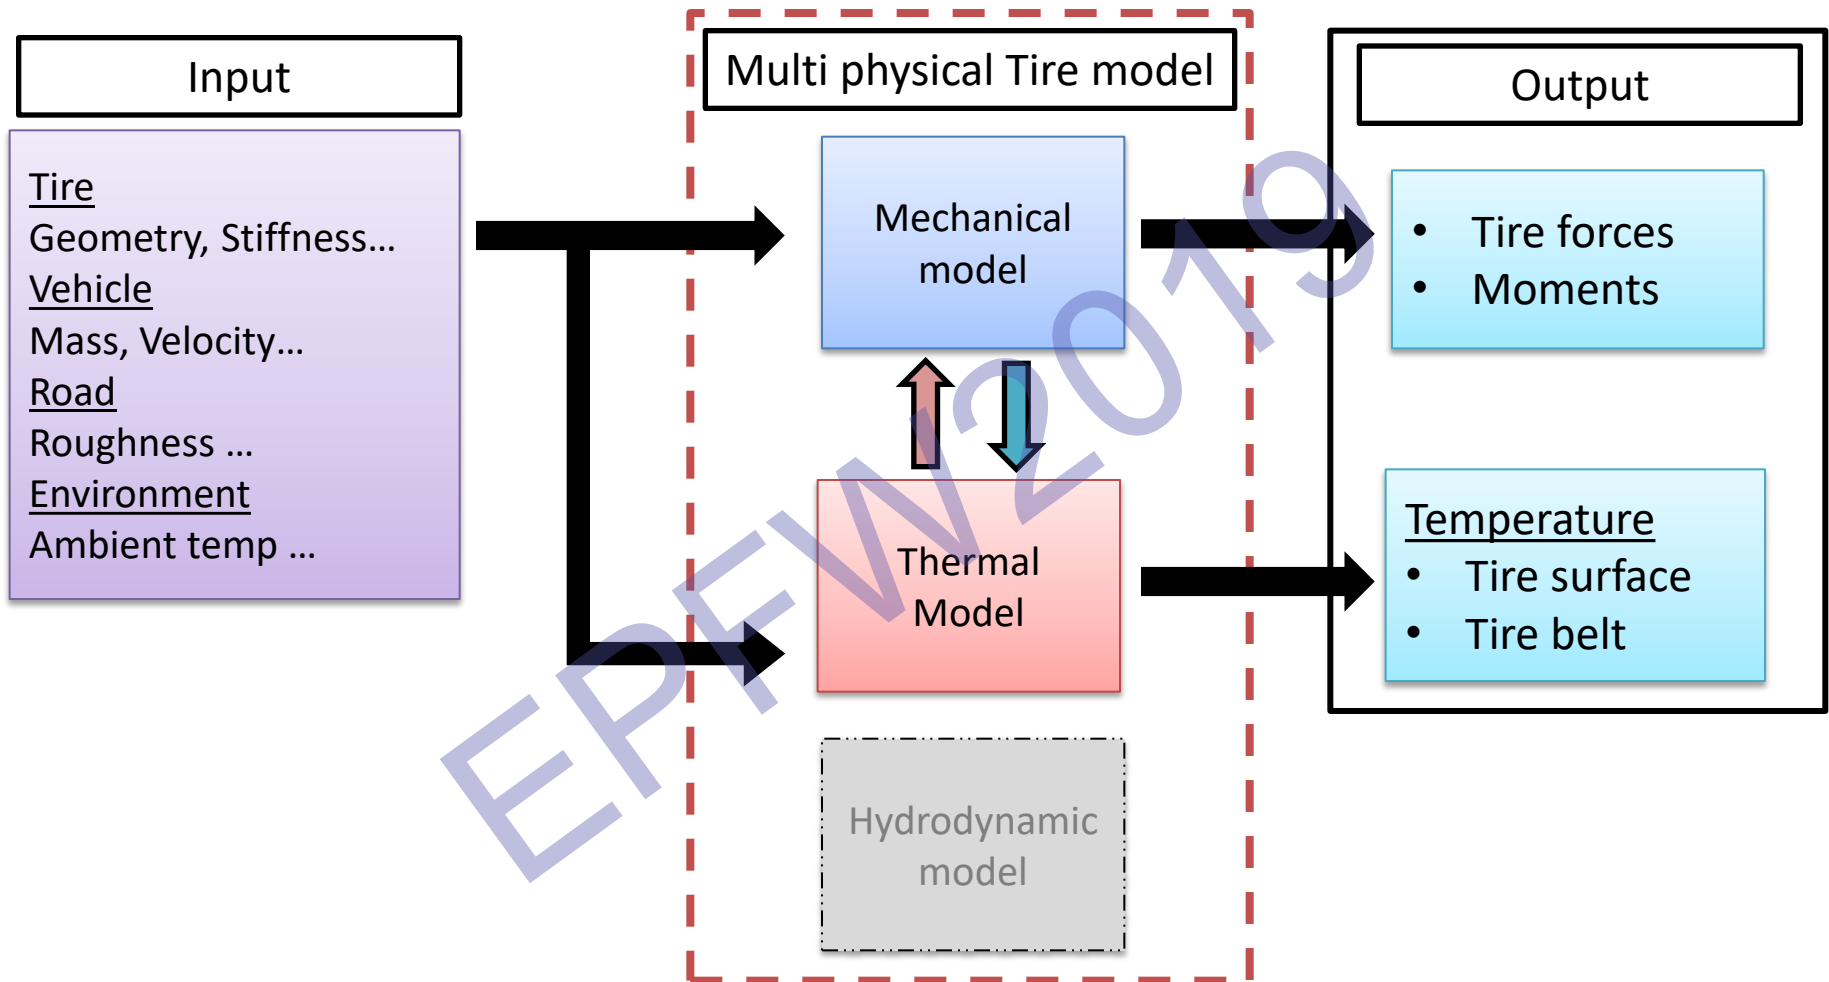 Input
Tire
Geometry, Stiffness…
Vehicle
Mass, Velocity…
Road
Roughness …
Environment
Ambient temp …
Multi physical Tire model
Mechanical
model
Thermal
Model
Hydrodynamic
model
Output
• Tire forces
• Moments
Temperature
• Tire surface
• Tire belt
EPFW2019